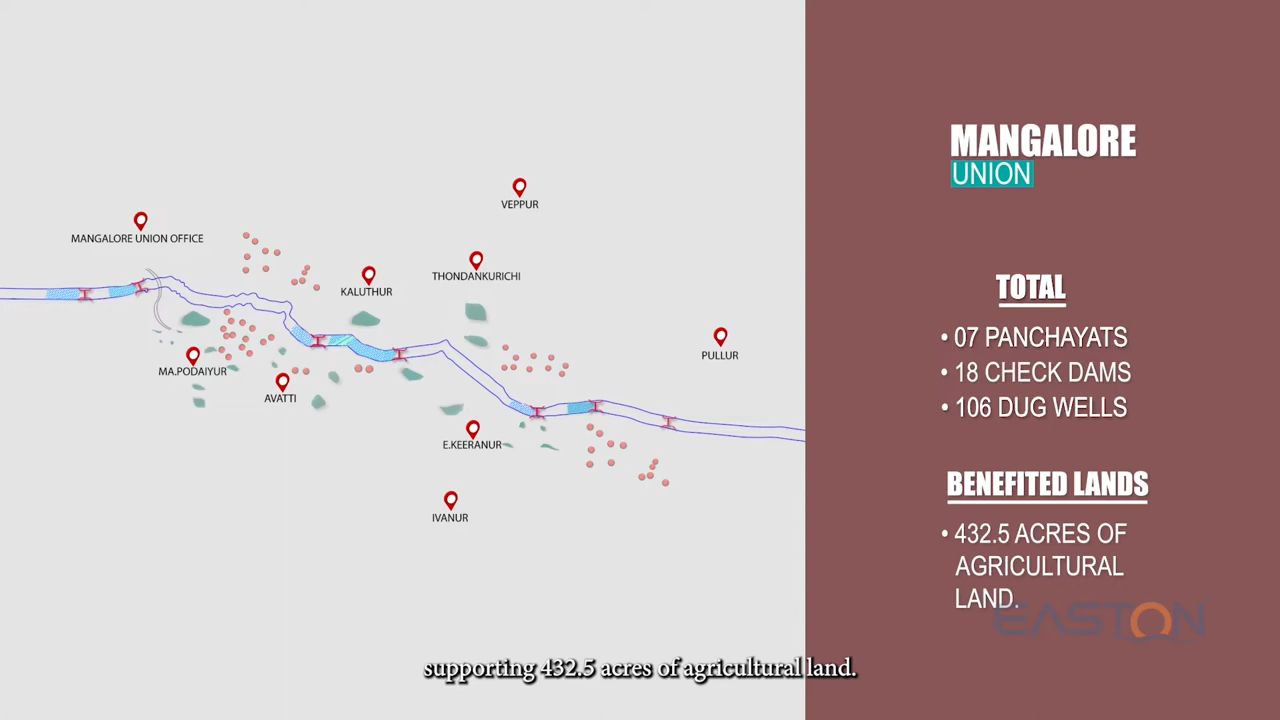 VEPPUR
MANGALORE UNION OFFICE
THONDANKURICHI
KALUTHUR
PULLUR
MA.PODAIYUR
AVATTI
E.KEERANUR
IVANUR
MANGALORE
UNION
TOTAL
• 07 PANCHAYATS
• 18 CHECK DAMS
• 106 DUG WELLS
BENEFITED LANDS
• 432.5 ACRES OF
AGRICULTURAL
LAND.
EASTON
supporting 432.5 acres of agricultural land.